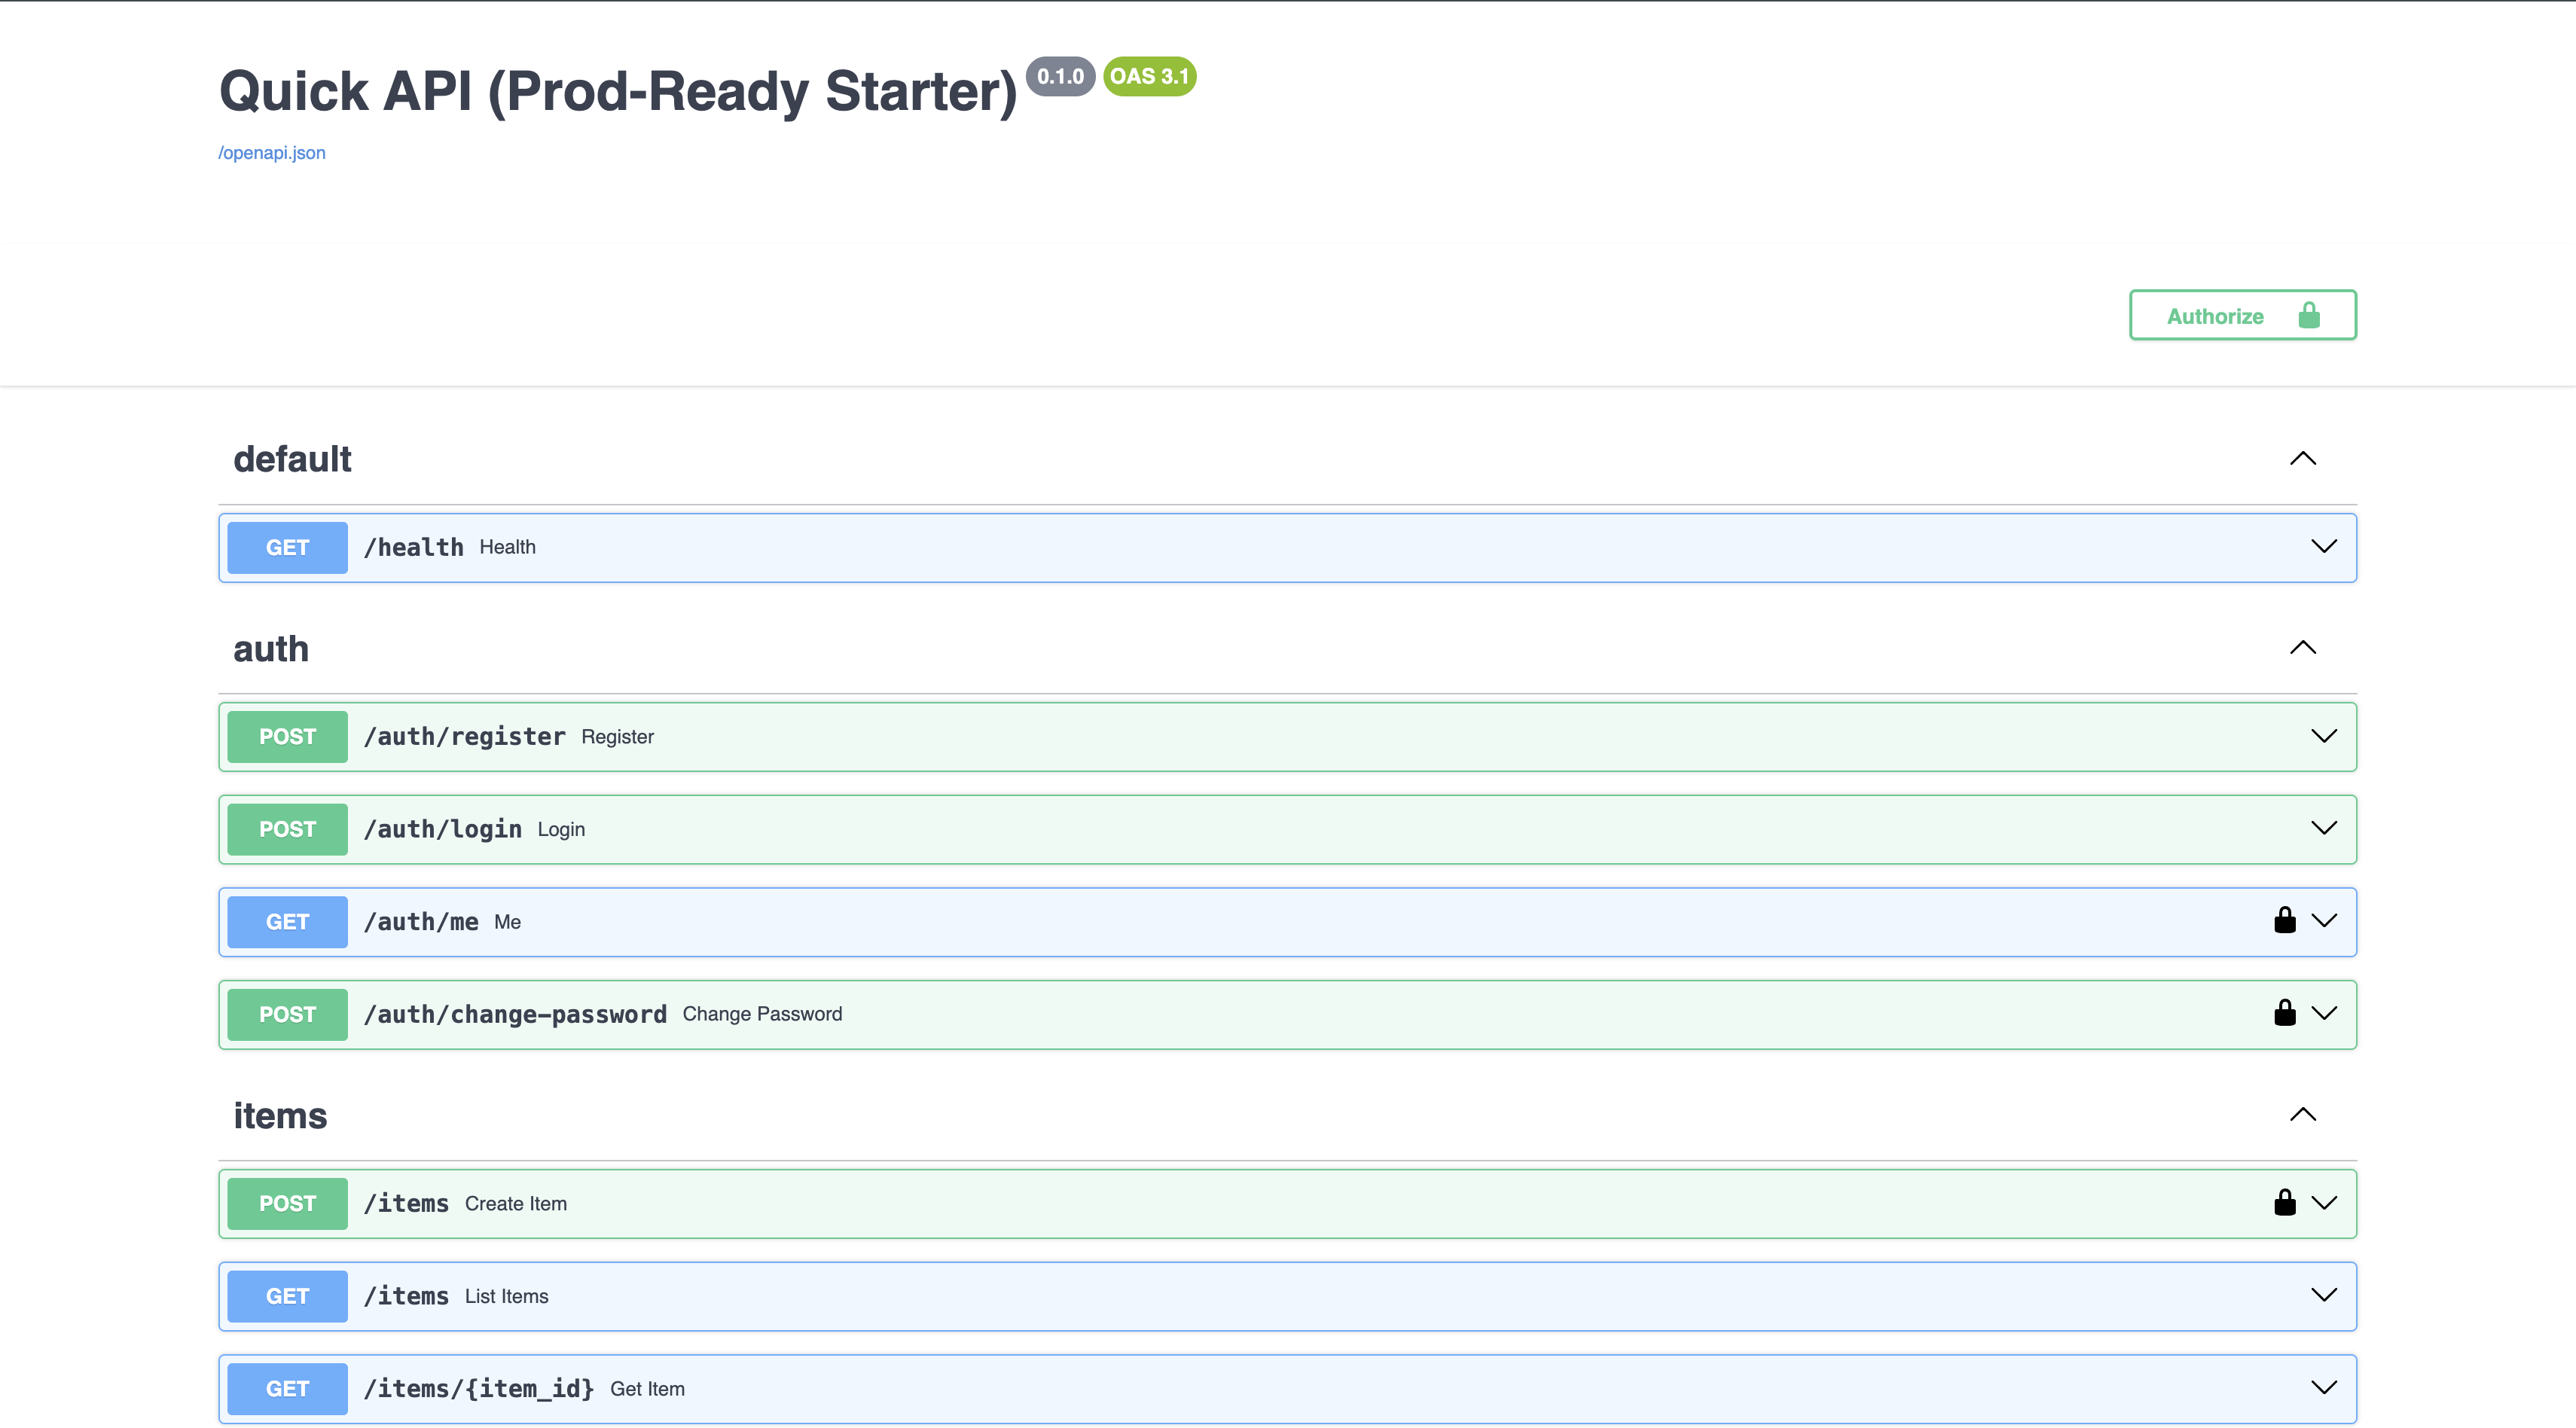 Quick API (Prod-Ready Starter) 0.1.0 OAS 3.1
/openapi.json
Authorize
default
GET /health Health
auth
POST /auth/register Register
POST /auth/login Login
GET /auth/me Me
POST /auth/change-password Change Password
items
POST /items Create Item
GET /items List Items
GET /items/{item_id} Get Item